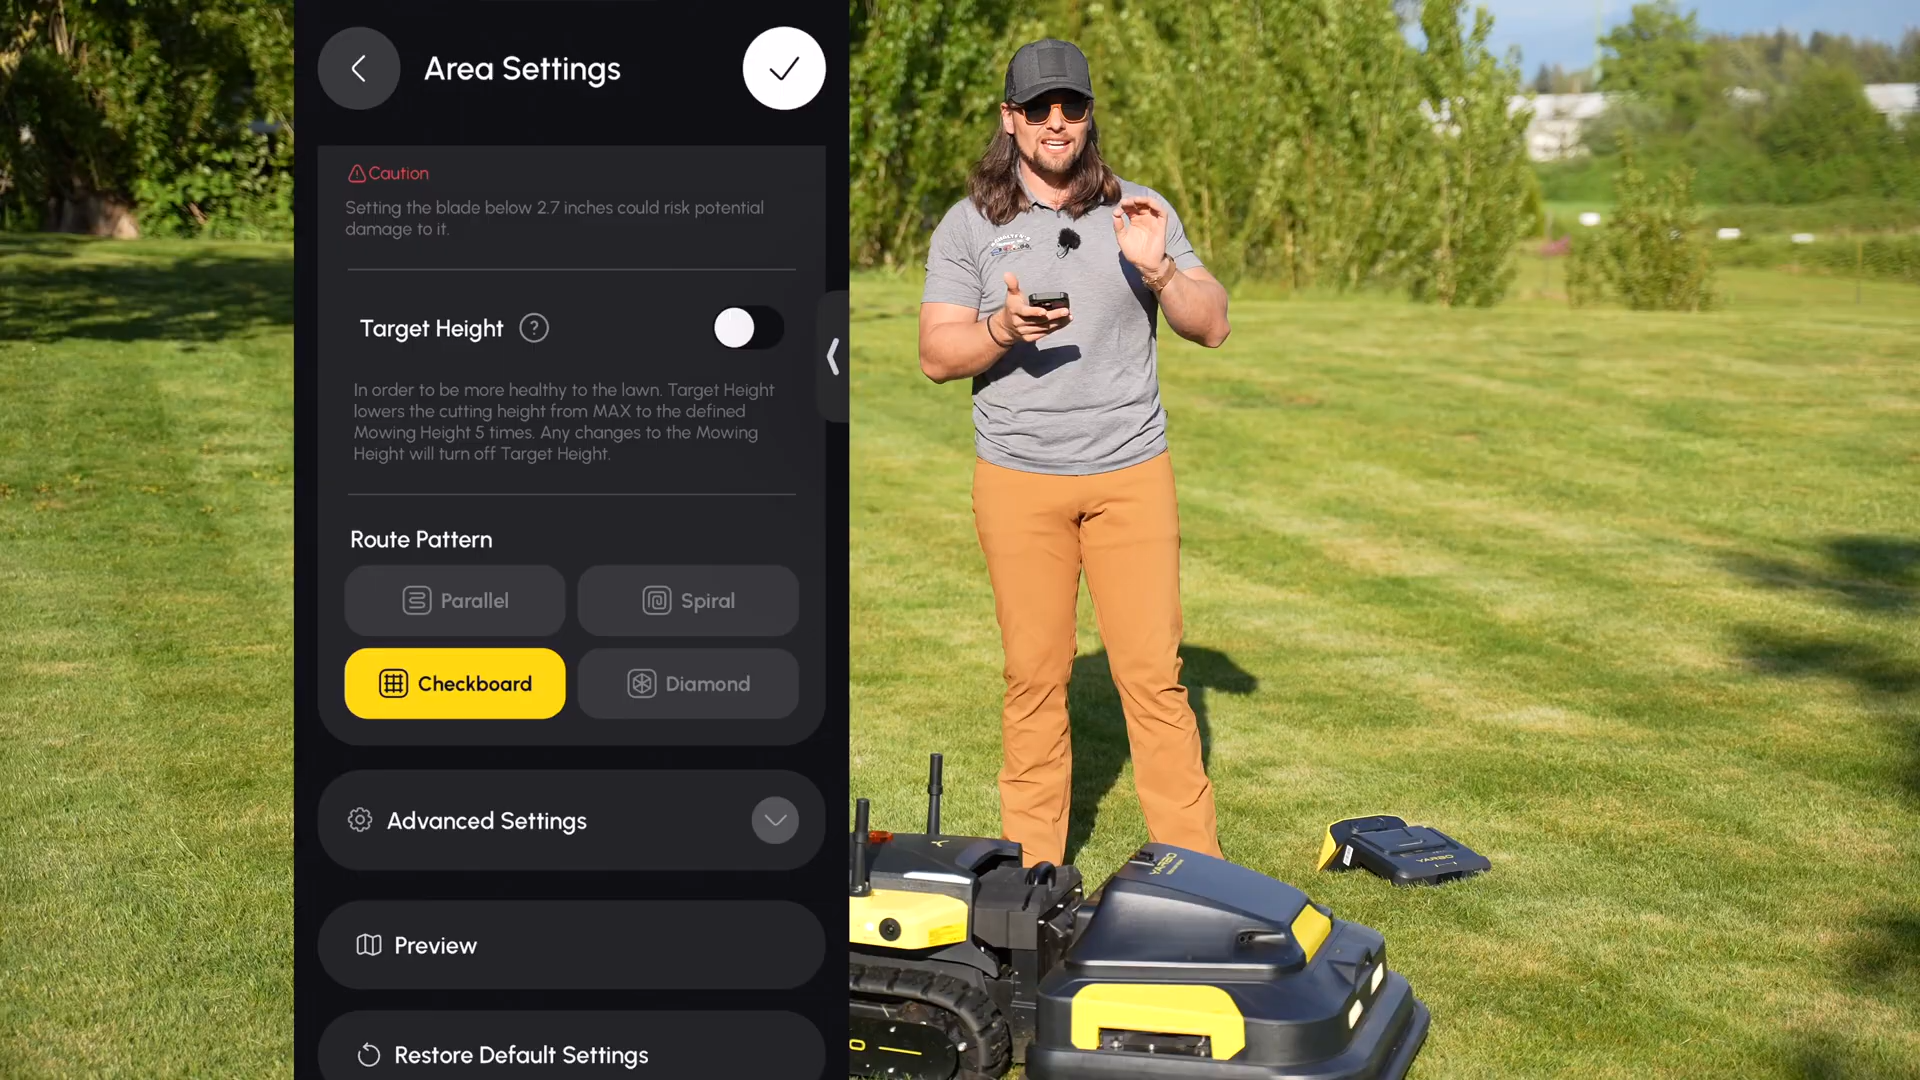 Area Settings
Caution
Setting the blade below 2.7 inches could risk potential
damage to it.
Target Height ?
In order to be more healthy to the lawn. Target Height
lowers the cutting height from MAX to the defined
Mowing Height 5 times. Any changes to the Mowing
Height will turn off Target Height.
Route Pattern
Parallel
Spiral
Checkboard
Diamond
Advanced Settings
Preview
Restore Default Settings
YARBO
YARBO